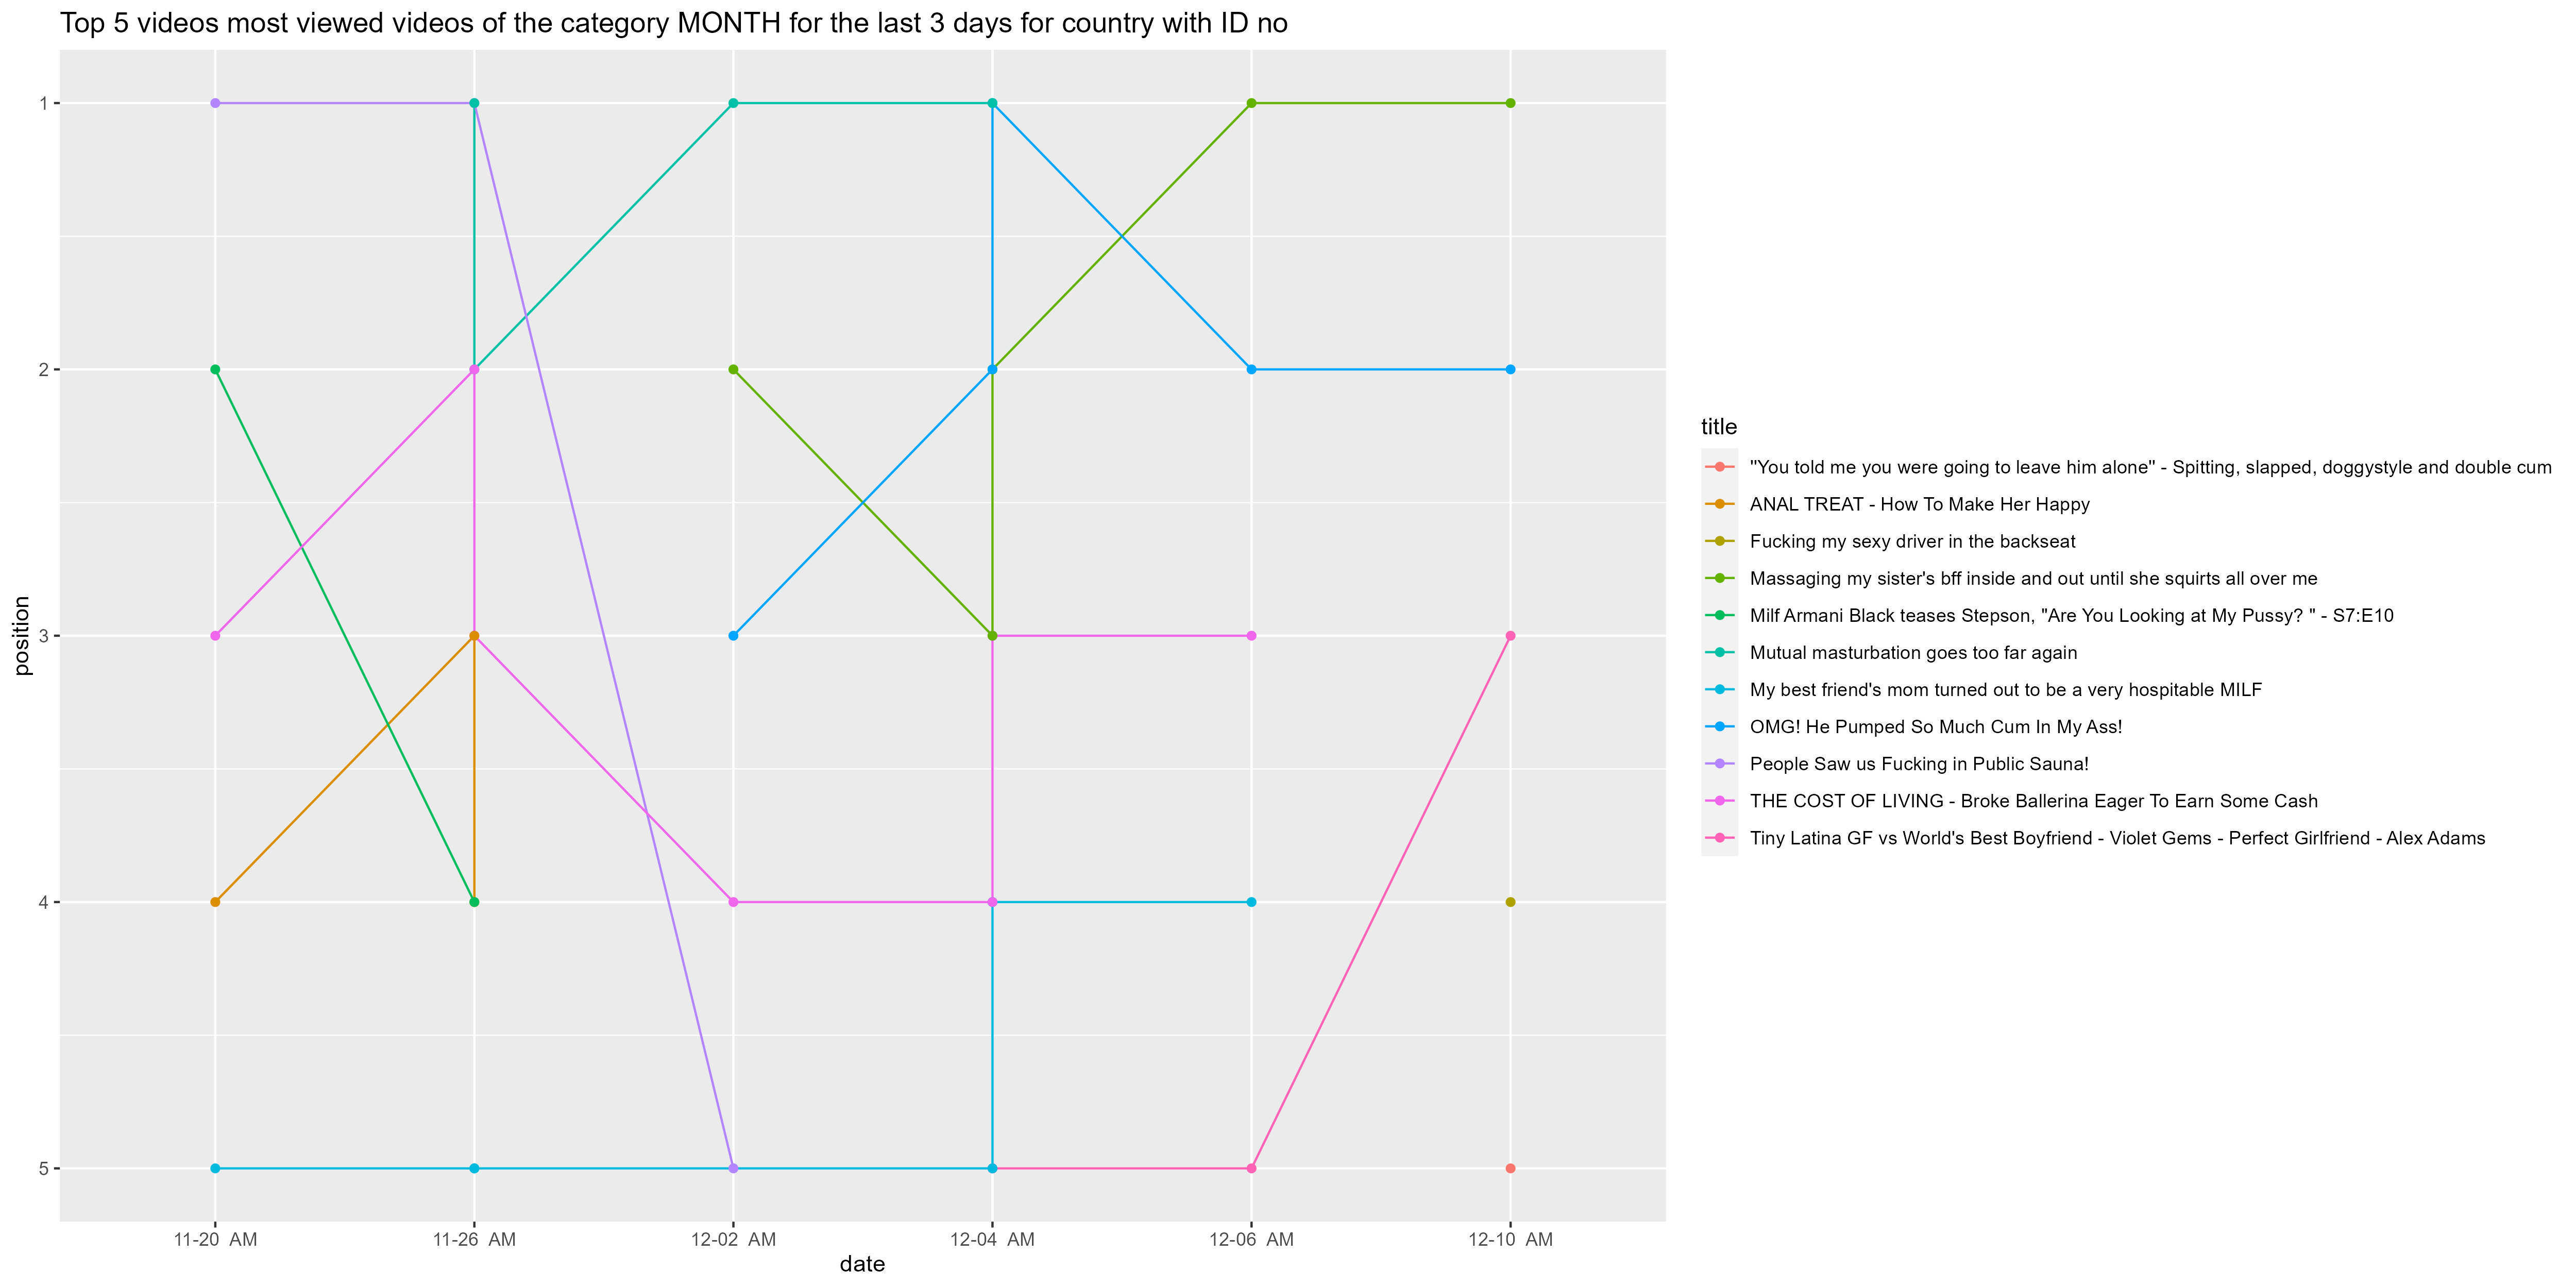 Top 5 videos most viewed videos of the category MONTH for the last 3 days for country with ID no
position
1
2
3
4
5
11-20 AM
11-26 AM
12-02 AM
12-04 AM
12-06 AM
12-10 AM
date
title
"You told me you were going to leave him alone" - Spitting, slapped, doggystyle and double cum
ANAL TREAT - How To Make Her Happy
Fucking my sexy driver in the backseat
Massaging my sister's bff inside and out until she squirts all over me
Milf Armani Black teases Stepson, "Are You Looking at My Pussy? " - S7:E10
Mutual masturbation goes too far again
My best friend's mom turned out to be a very hospitable MILF
OMG! He Pumped So Much Cum In My Ass!
People Saw us Fucking in Public Sauna!
THE COST OF LIVING - Broke Ballerina Eager To Earn Some Cash
Tiny Latina GF vs World's Best Boyfriend - Violet Gems - Perfect Girlfriend - Alex Adams